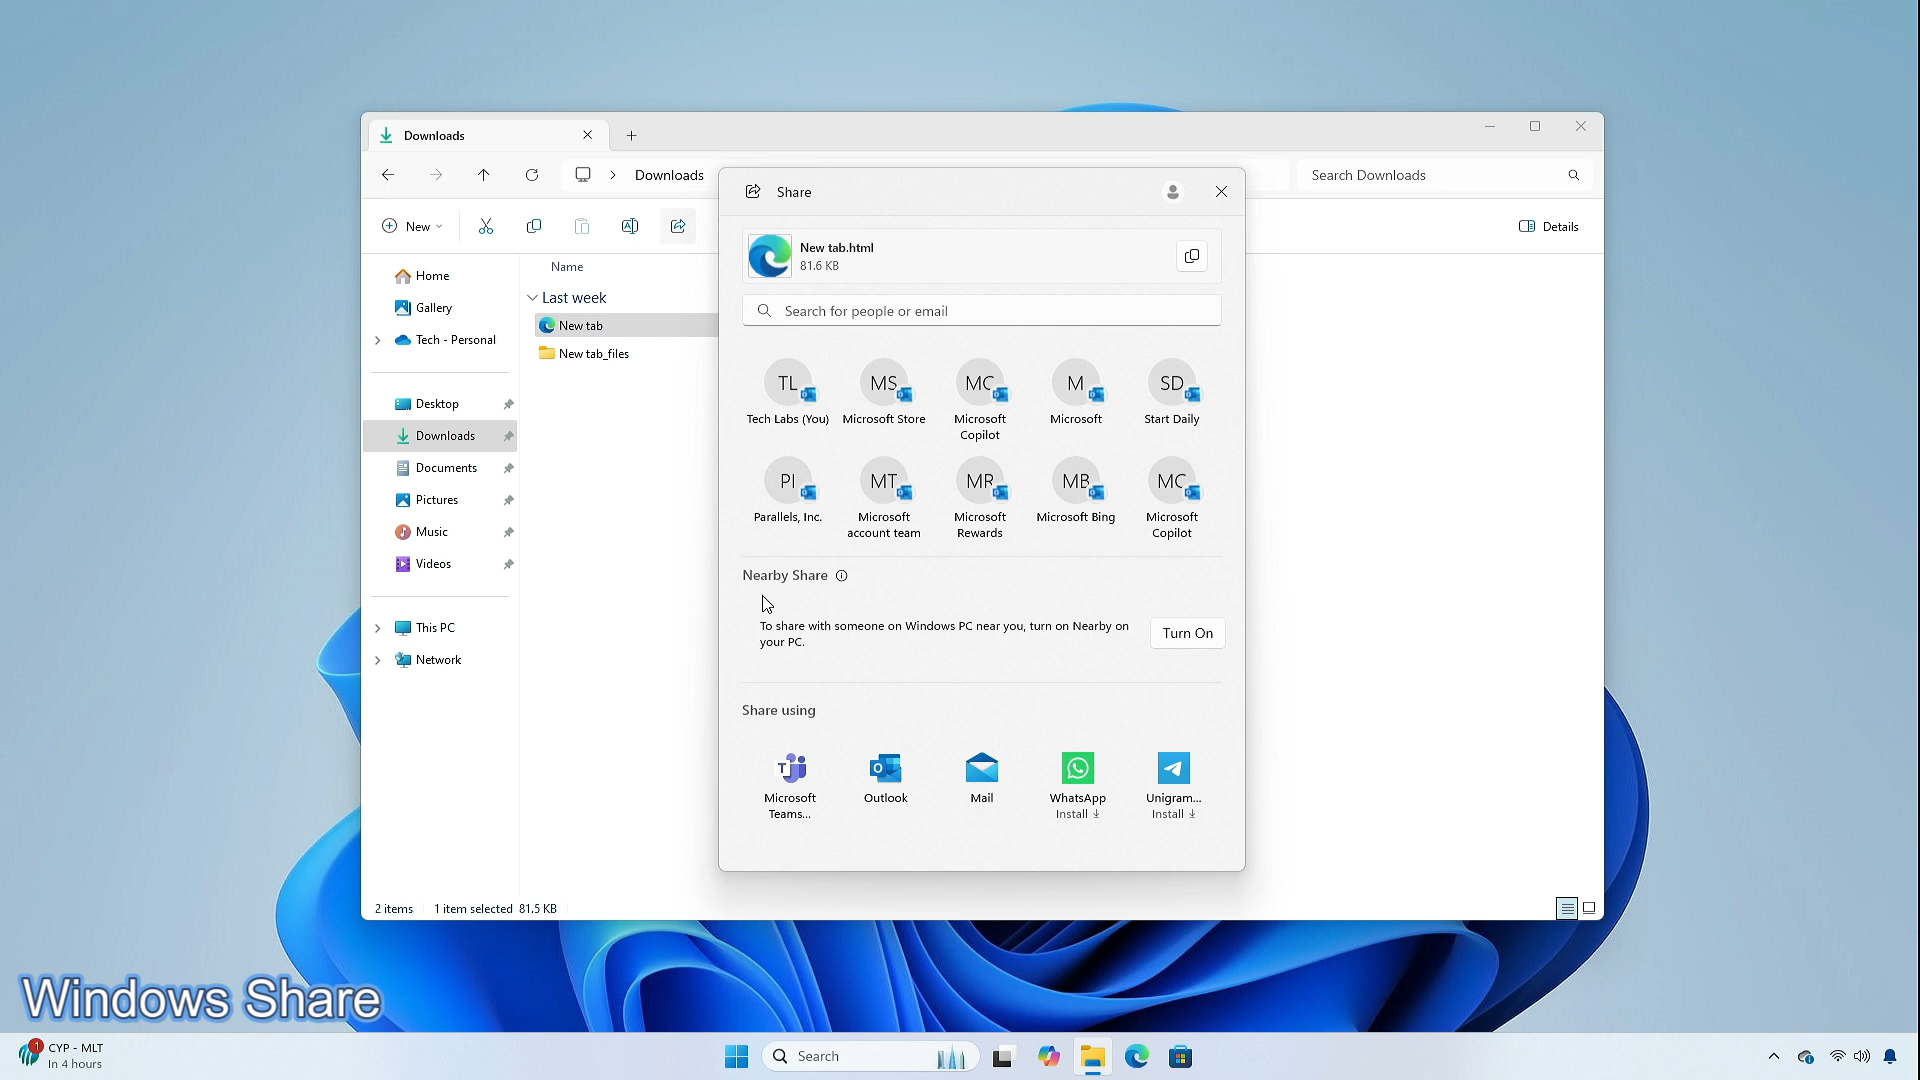 Downloads
Downloads
Search Downloads
New
Details
Home
Gallery
Tech - Personal
Desktop
Downloads
Documents
Pictures
Music
Videos
This PC
Network
Name
Last week
New tab
New tab_files
2 items
1 item selected 81.5 KB
Share
New tab.html
81.6 KB
Search for people or email
TL
MS
MC
M
SD
Tech Labs (You)
Microsoft Store
Microsoft
Copilot
Microsoft
Start Daily
PI
MT
MR
MB
MC
Parallels, Inc.
Microsoft
account team
Microsoft
Rewards
Microsoft Bing
Microsoft
Copilot
Nearby Share
To share with someone on Windows PC near you, turn on Nearby on
your PC.
Turn On
Share using
Microsoft
Teams...
Outlook
Mail
WhatsApp
Install
Unigram...
Install
Windows Share
1
CYP - MLT
In 4 hours
Search